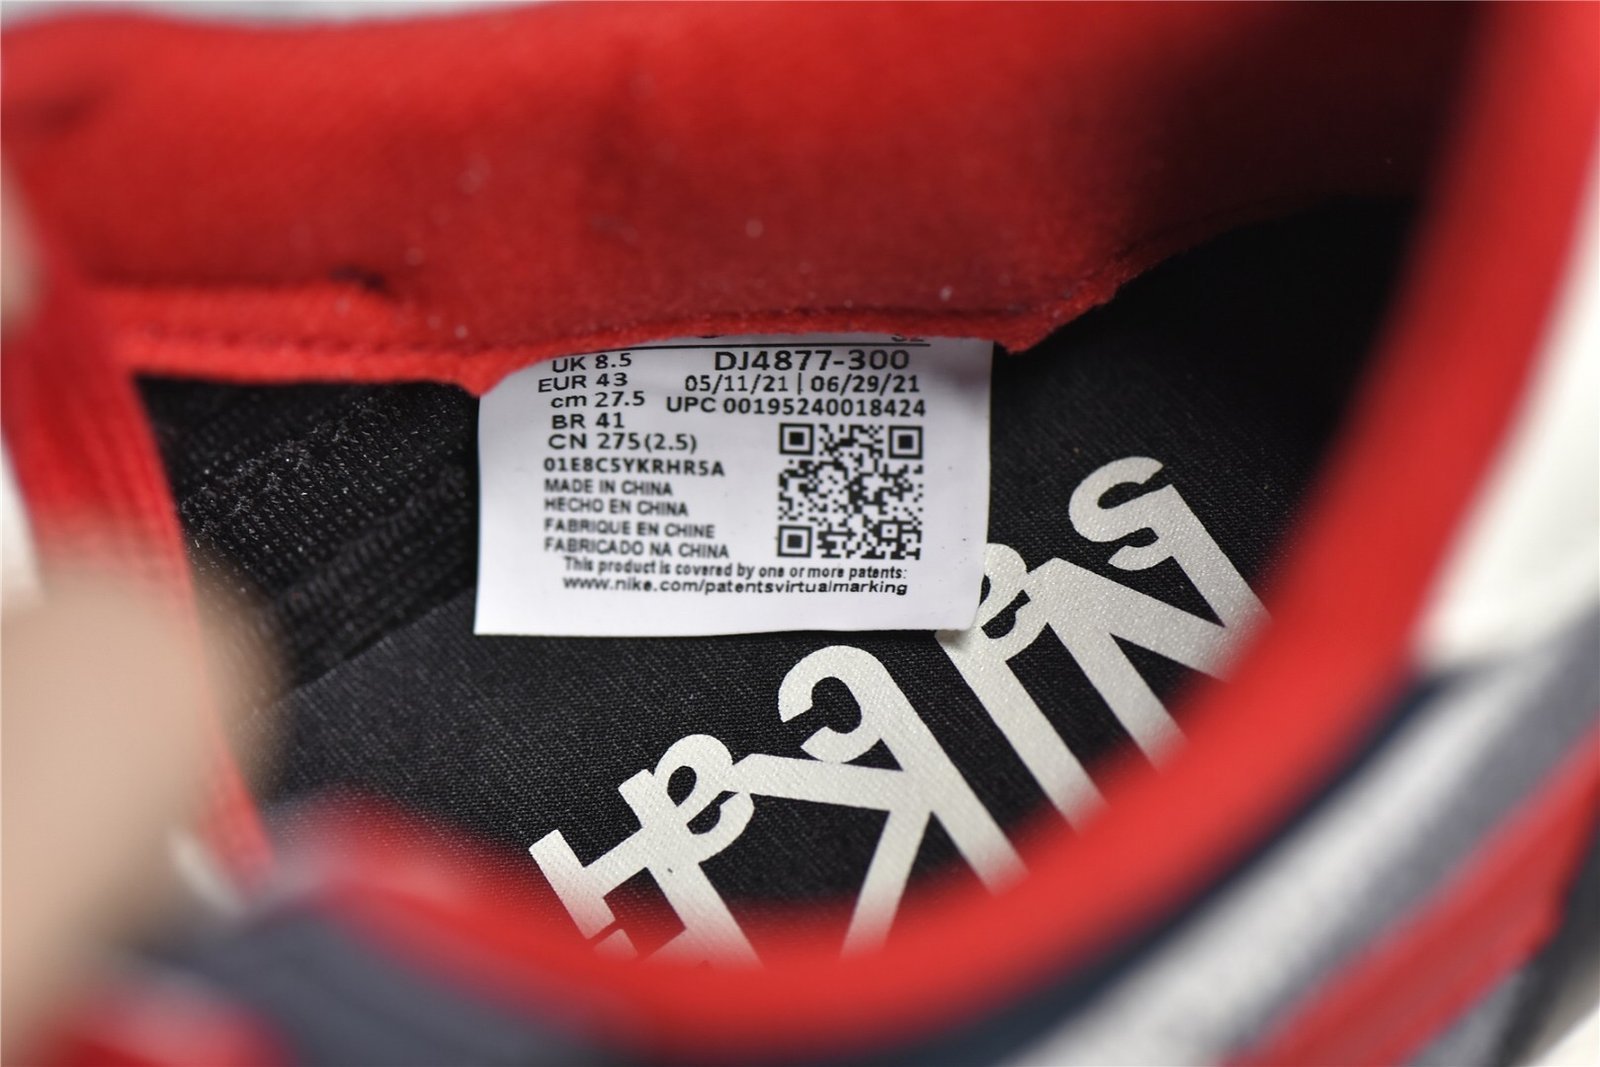 UK 8.5
EUR 43
cm 27.5
BR 41
CN 275(2.5)
DJ4877-300
05/11/21 | 06/29/21
UPC 00195240018424
01E8C5YKRHR5A
MADE IN CHINA
HECHO EN CHINA
FABRIQUE EN CHINE
FABRICADO NA CHINA
This product is covered by one or more patents:
www.nike.com/patentsvirtualmarking